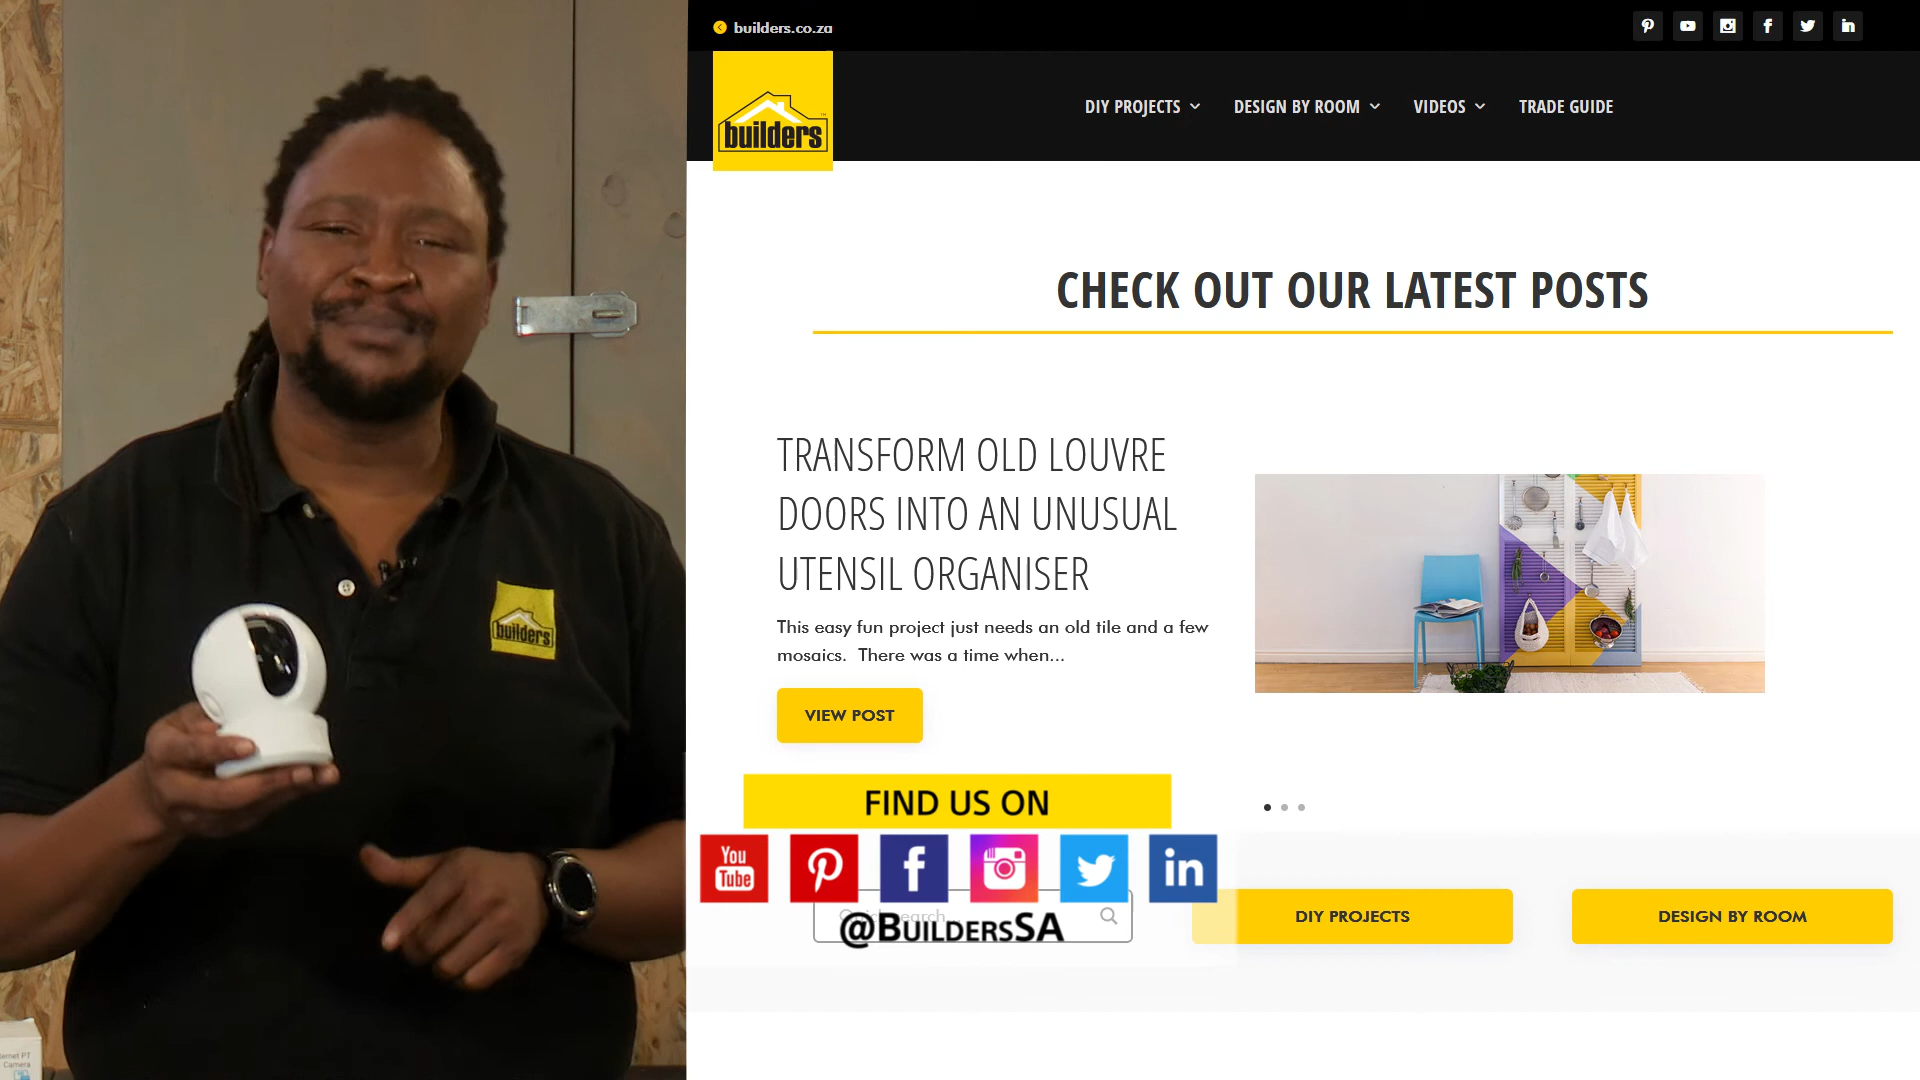 builders.co.za
builders
DIY PROJECTS
DESIGN BY ROOM
VIDEOS
TRADE GUIDE
CHECK OUT OUR LATEST POSTS
TRANSFORM OLD LOUVRE
DOORS INTO AN UNUSUAL
UTENSIL ORGANISER
This easy fun project just needs an old tile and a few
mosaics. There was a time when...
VIEW POST
FIND US ON
You
Tube
@BUILDERSSA
DIY PROJECTS
DESIGN BY ROOM
builders
PT
Camera